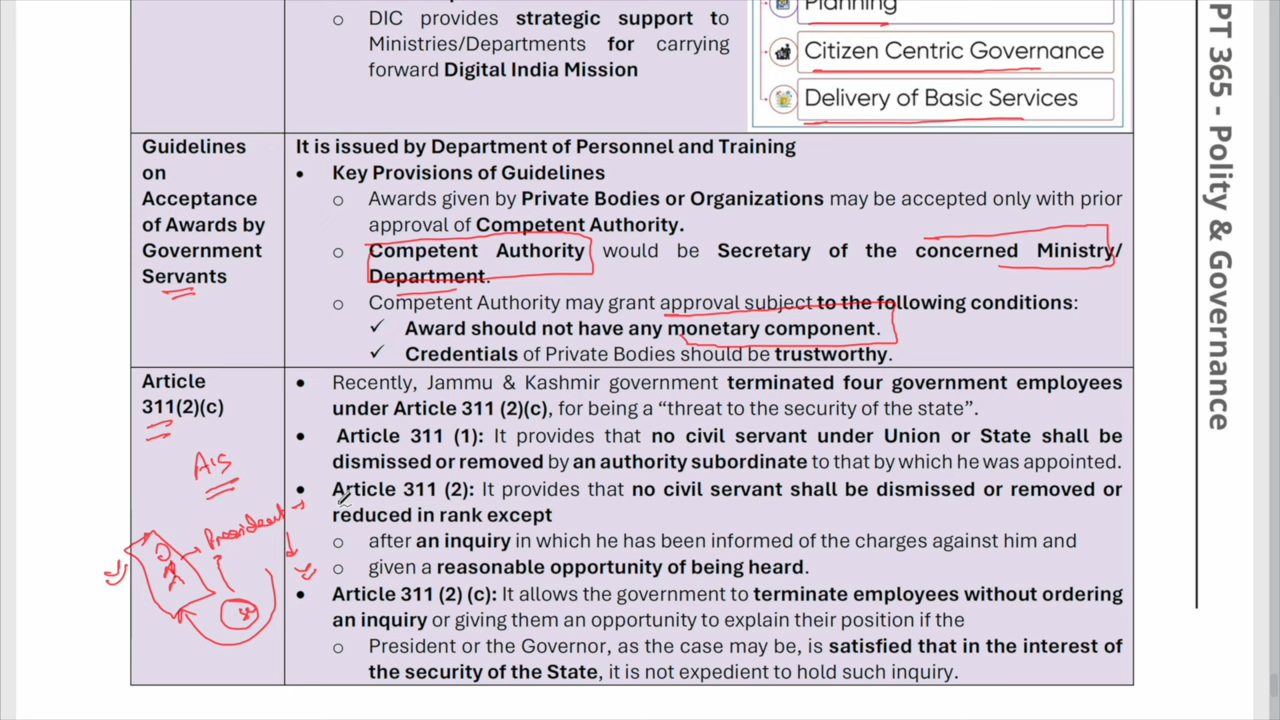 DIC provides strategic support to
Ministries/Departments for carrying
forward Digital India Mission
Planning
Citizen Centric Governance
Delivery of Basic Services
Guidelines
on
Acceptance
of Awards by
Government
Servants
It is issued by Department of Personnel and Training
• Key Provisions of Guidelines
o Awards given by Private Bodies or Organizations may be accepted only with prior
approval of Competent Authority.
o Competent Authority would be Secretary of the concerned Ministry/
Department.
o Competent Authority may grant approval subject to the following conditions:
✓ Award should not have any monetary component.
✓ Credentials of Private Bodies should be trustworthy.
Article
311(2)(c)
AIS
President
• Recently, Jammu & Kashmir government terminated four government employees
under Article 311 (2)(c), for being a “threat to the security of the state”.
• Article 311 (1): It provides that no civil servant under Union or State shall be
dismissed or removed by an authority subordinate to that by which he was appointed.
• Article 311 (2): It provides that no civil servant shall be dismissed or removed or
reduced in rank except
o after an inquiry in which he has been informed of the charges against him and
o given a reasonable opportunity of being heard.
• Article 311 (2) (c): It allows the government to terminate employees without ordering
an inquiry or giving them an opportunity to explain their position if the
o President or the Governor, as the case may be, is satisfied that in the interest of
the security of the State, it is not expedient to hold such inquiry.
PT 365 - Polity & Governance